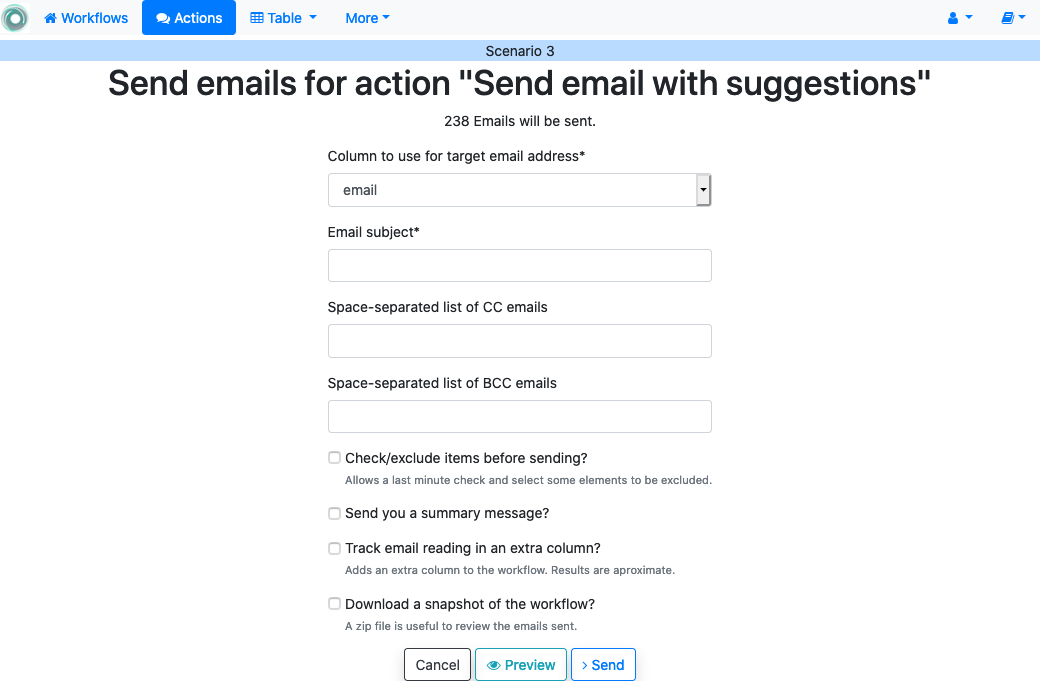 Workflows Actions Table More
Scenario 3
Send emails for action "Send email with suggestions"
238 Emails will be sent.
Column to use for target email address*
email
Email subject*
Space-separated list of CC emails
Space-separated list of BCC emails
Check/exclude items before sending?
Allows a last minute check and select some elements to be excluded.
Send you a summary message?
Track email reading in an extra column?
Adds an extra column to the workflow. Results are aproximate.
Download a snapshot of the workflow?
A zip file is useful to review the emails sent.
Cancel Preview Send